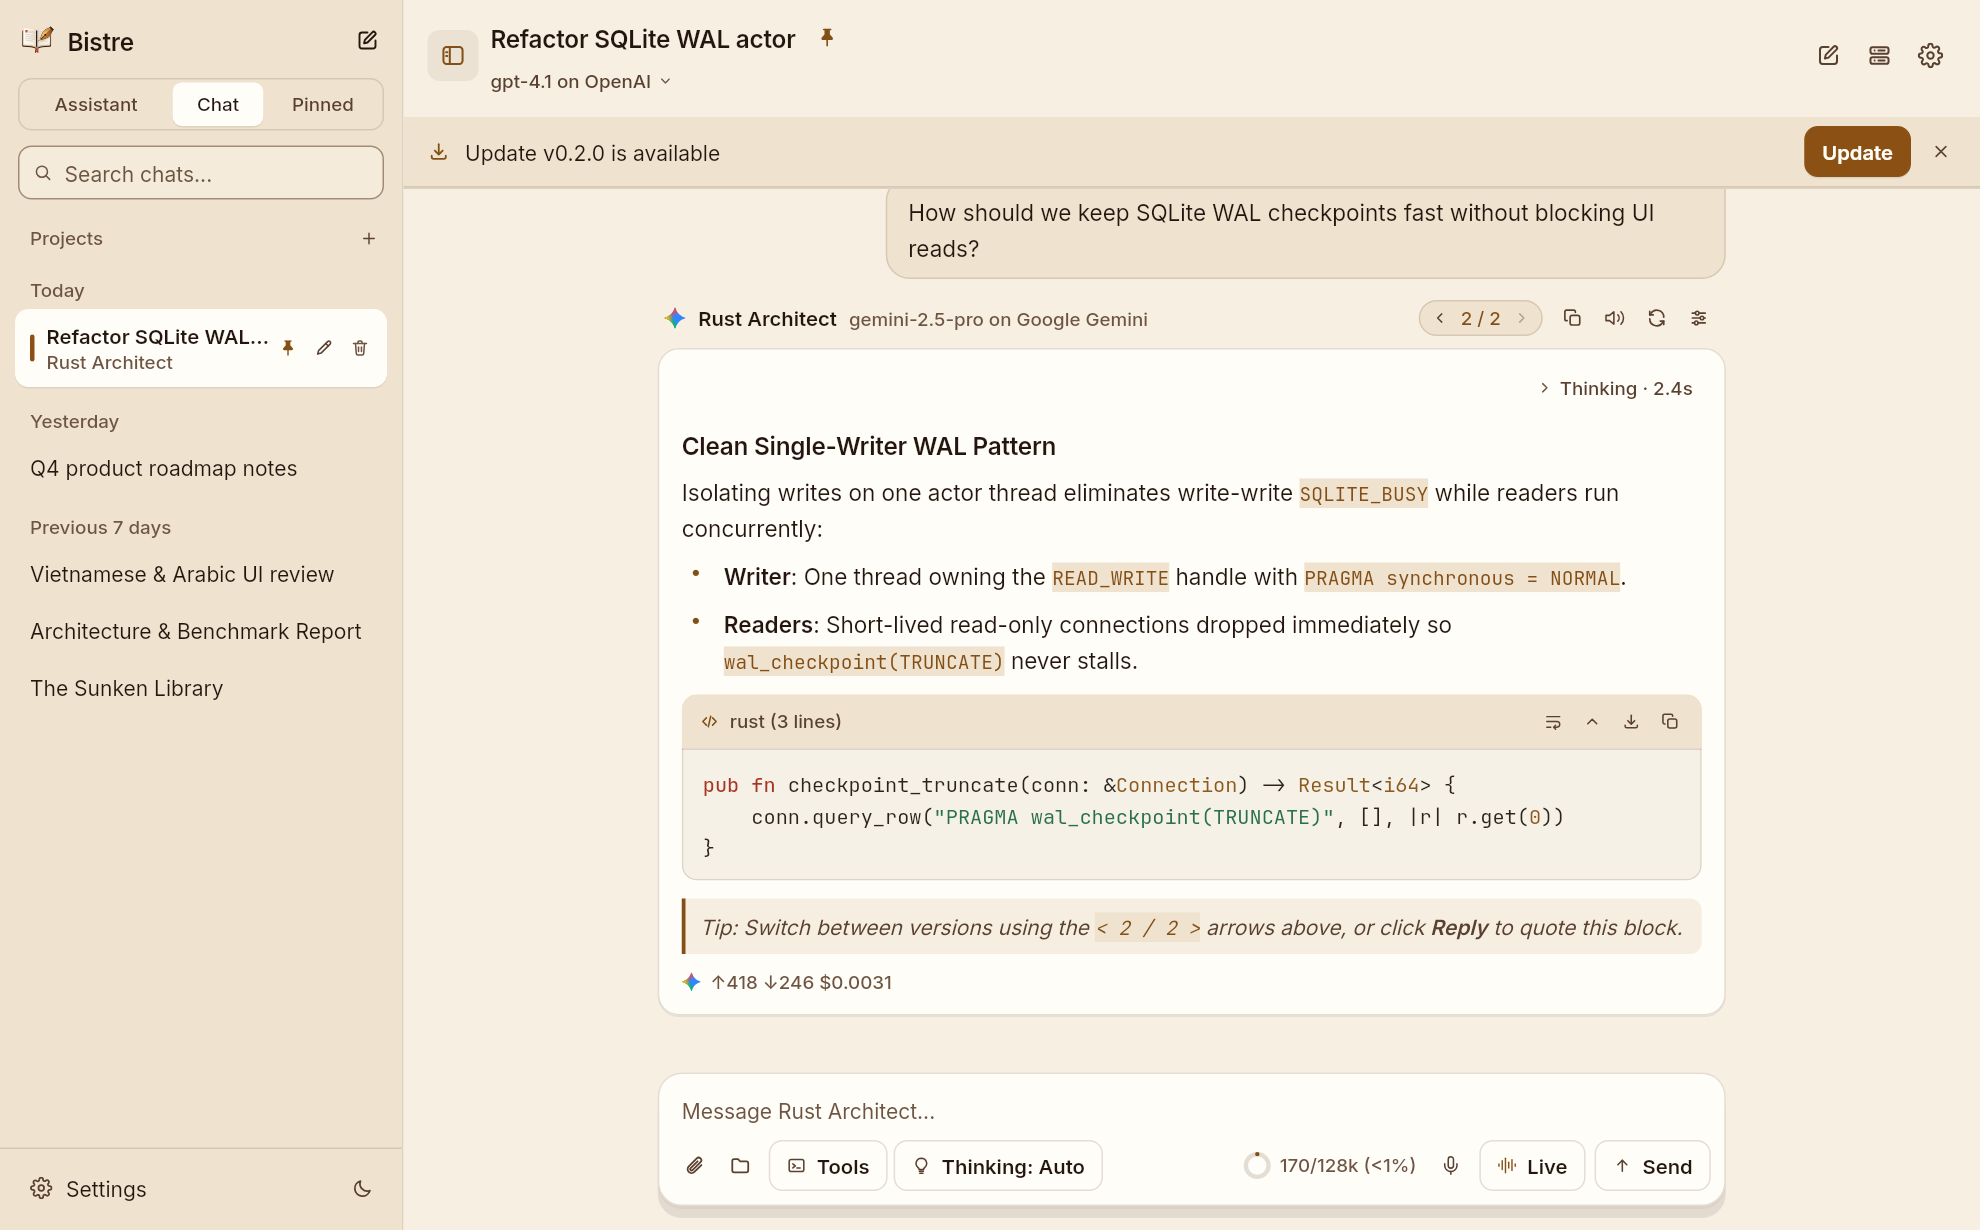 Bistre
Assistant
Chat
Pinned
Search chats...
Projects
Today
Refactor SQLite WAL...
Rust Architect
Yesterday
Q4 product roadmap notes
Previous 7 days
Vietnamese & Arabic UI review
Architecture & Benchmark Report
The Sunken Library
Settings
Refactor SQLite WAL actor
gpt-4.1 on OpenAI
Update v0.2.0 is available
Update
How should we keep SQLite WAL checkpoints fast without blocking UI
reads?
Rust Architect gemini-2.5-pro on Google Gemini
2 / 2
Thinking · 2.4s
Clean Single-Writer WAL Pattern
Isolating writes on one actor thread eliminates write-write SQLITE_BUSY while readers run
concurrently:
• Writer: One thread owning the READ_WRITE handle with PRAGMA synchronous = NORMAL.
• Readers: Short-lived read-only connections dropped immediately so
wal_checkpoint(TRUNCATE) never stalls.
rust (3 lines)
pub fn checkpoint_truncate(conn: &Connection) -> Result<i64> {
    conn.query_row("PRAGMA wal_checkpoint(TRUNCATE)", [], |r| r.get(0))
}
Tip: Switch between versions using the < 2 / 2 > arrows above, or click Reply to quote this block.
↑418 ↓246 $0.0031
Message Rust Architect...
Tools
Thinking: Auto
170/128k (<1%)
Live
Send